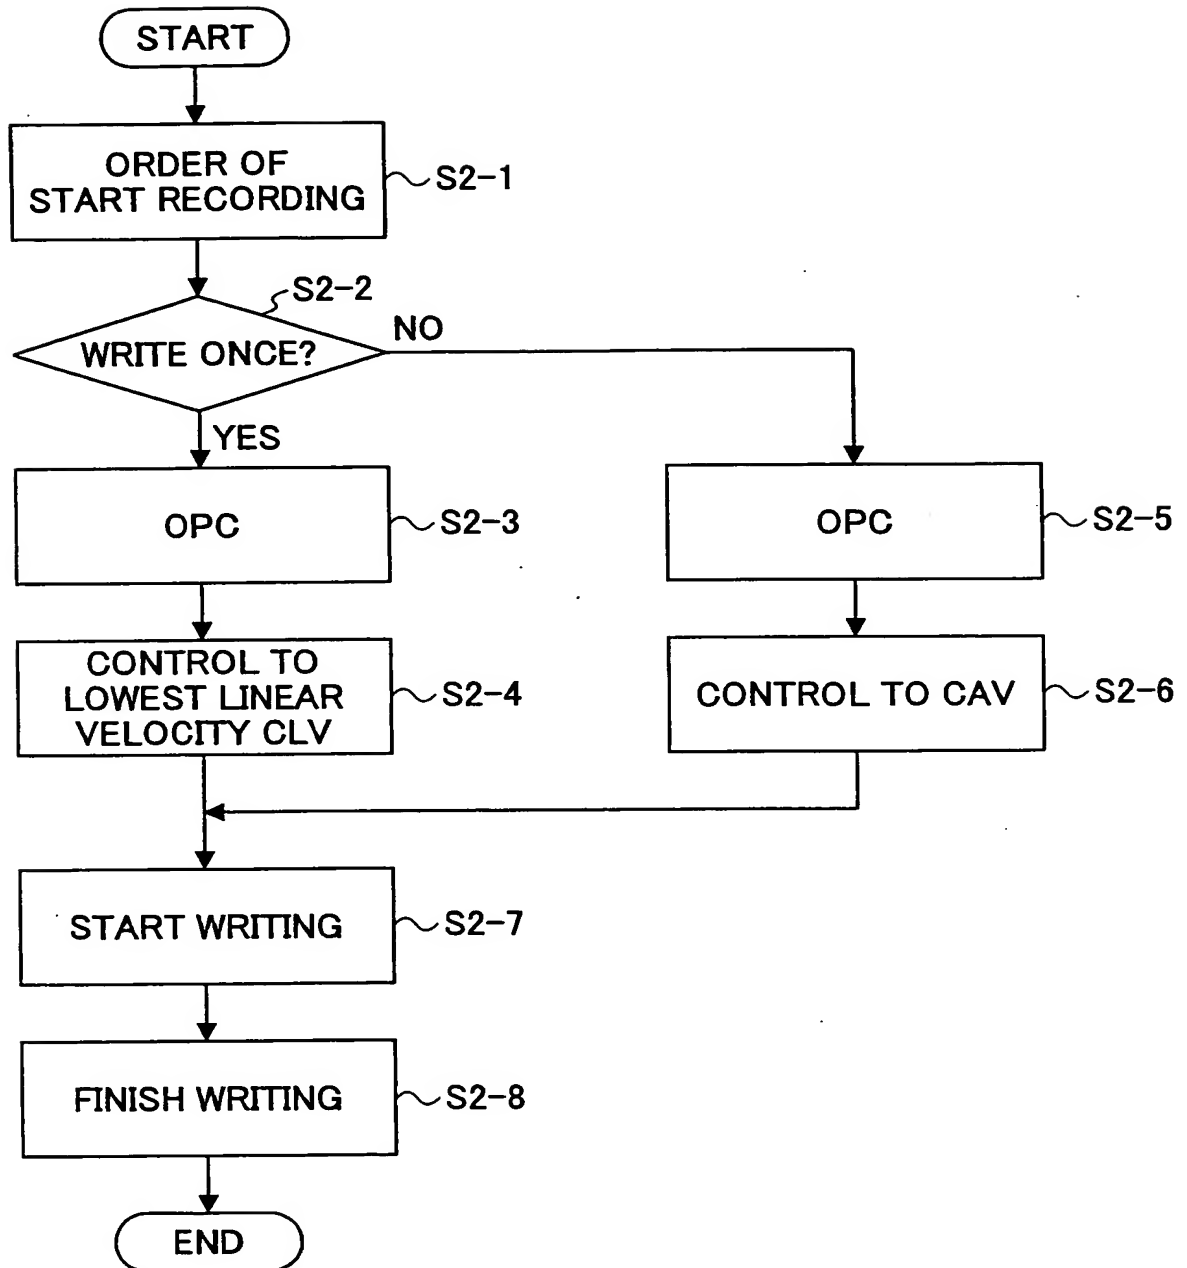 START
ORDER OF
START RECORDING
S2-1
S2-2
WRITE ONCE?
NO
YES
OPC
S2-3
OPC
S2-5
CONTROL TO
LOWEST LINEAR
VELOCITY CLV
S2-4
CONTROL TO CAV
S2-6
START WRITING
S2-7
FINISH WRITING
S2-8
END